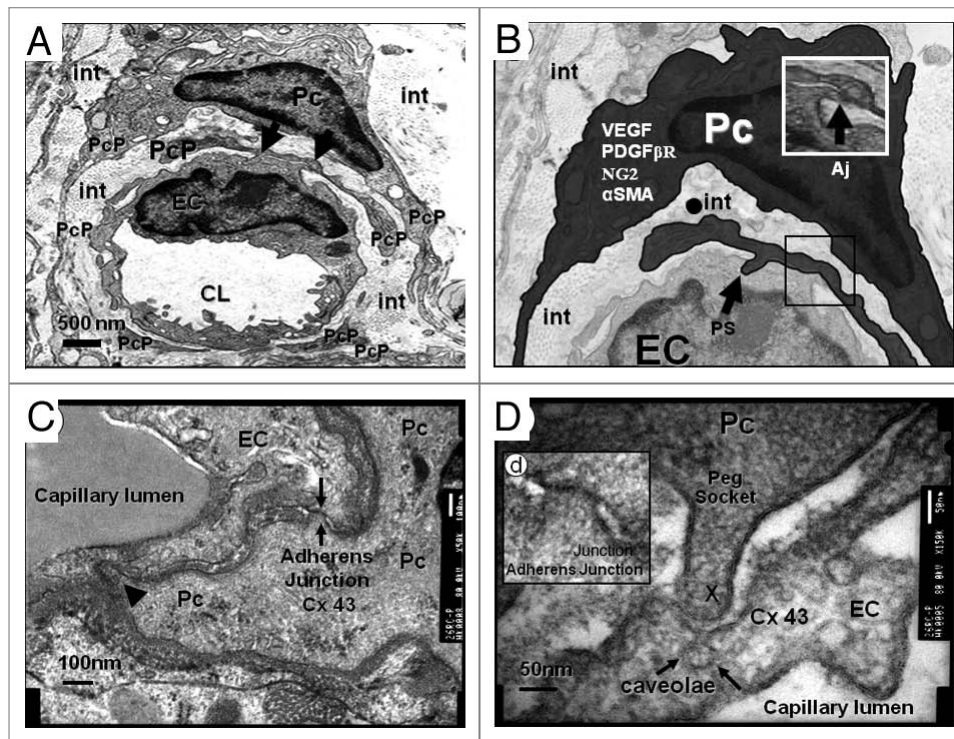 A
int
Pc
int
PcP
PcP
int
EC
PcP
PcP
PcP
CL
int
500 nm
PcP
PcP
PcP
B
int
VEGF
PDGFβR
NG2
αSMA
Pc
Aj
int
int
PS
EC
C
EC
Pc
Capillary lumen
Adherens
Junction
Cx 43
Pc
Pc
100nm
D
Pc
d
Peg
Socket
Junction
Adherens Junction
X
Cx 43
EC
caveolae
50nm
Capillary lumen